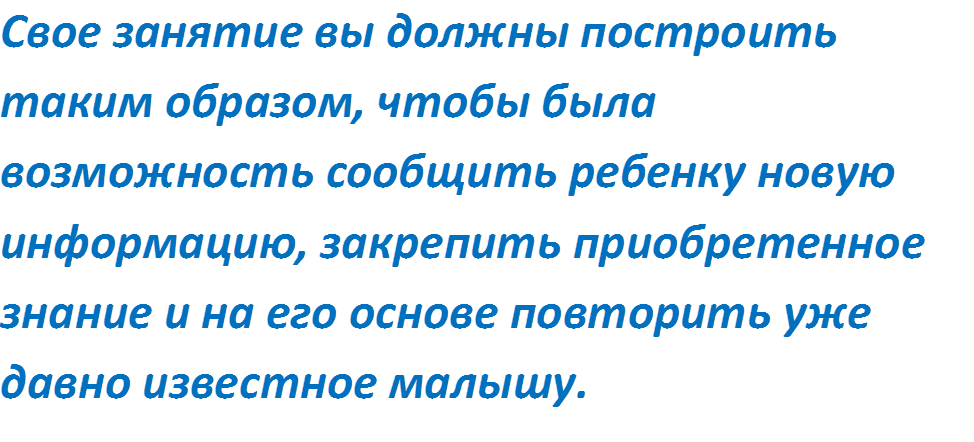 Свое занятие вы должны построить
таким образом, чтобы была
возможность сообщить ребенку новую
информацию, закрепить приобретенное
знание и на его основе повторить уже
давно известное малышу.